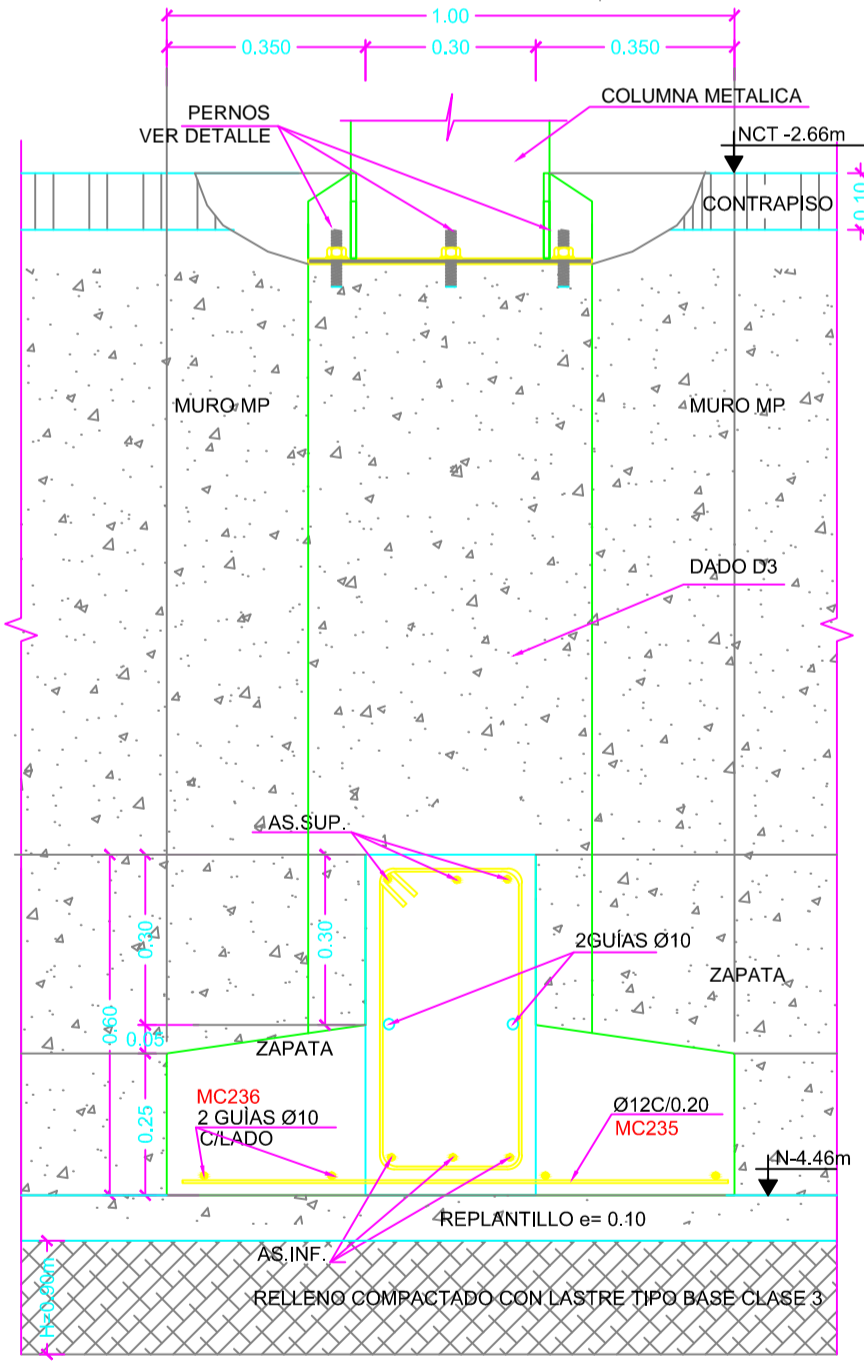 1.00
0.350
0.30
0.350
COLUMNA METALICA
PERNOS
VER DETALLE
NCT -2.66m
CONTRAPISO
0.10
MURO MP
MURO MP
DADO D3
AS.SUP.
0.30
0.30
2GUÍAS Ø10
ZAPATA
0.60
0.05
ZAPATA
0.25
MC236
2 GUÌAS Ø10
C/LADO
Ø12C/0.20
MC235
N-4.46m
REPLANTILLO e= 0.10
AS.INF.
H=0.90m
RELLENO COMPACTADO CON LASTRE TIPO BASE CLASE 3